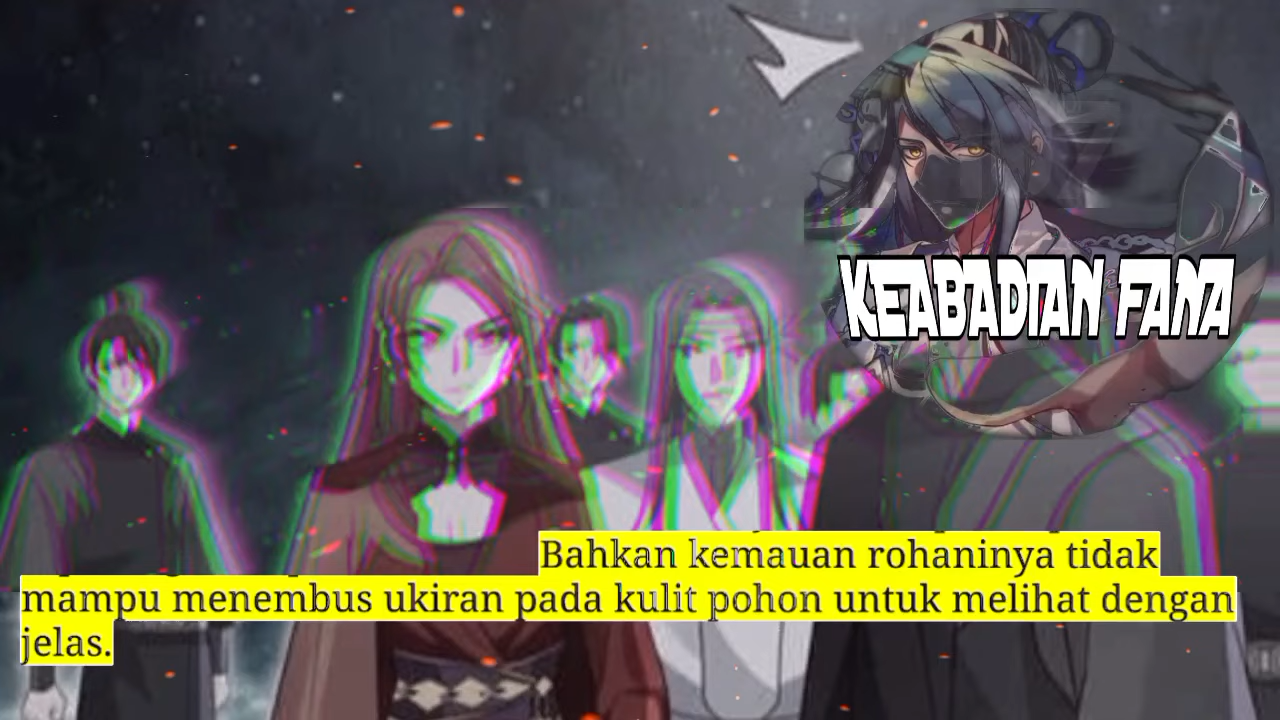 KEABADIAN FANA
Bahkan kemauan rohaninya tidak
mampu menembus ukiran pada kulit pohon untuk melihat dengan
jelas.